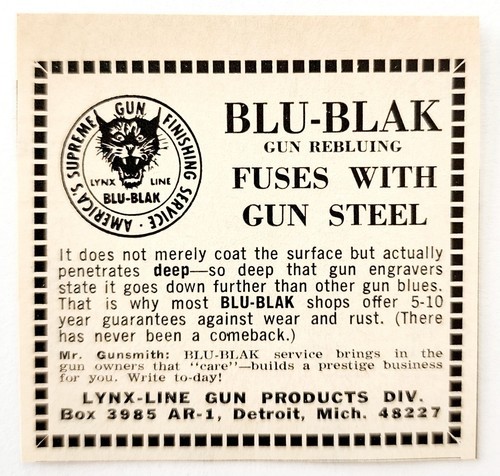 AMERICA'S SUPREME GUN FINISHING SERVICE
LYNX LINE
BLU-BLAK
BLU-BLAK
GUN REBLUING
FUSES WITH
GUN STEEL
It does not merely coat the surface but actually
penetrates deep—so deep that gun engravers
state it goes down further than other gun blues.
That is why most BLU-BLAK shops offer 5-10
year guarantees against wear and rust. (There
has never been a comeback.)
Mr. Gunsmith: BLU-BLAK service brings in the
gun owners that "care"—builds a prestige business
for you. Write to-day!
LYNX-LINE GUN PRODUCTS DIV.
Box 3985 AR-1, Detroit, Mich. 48227